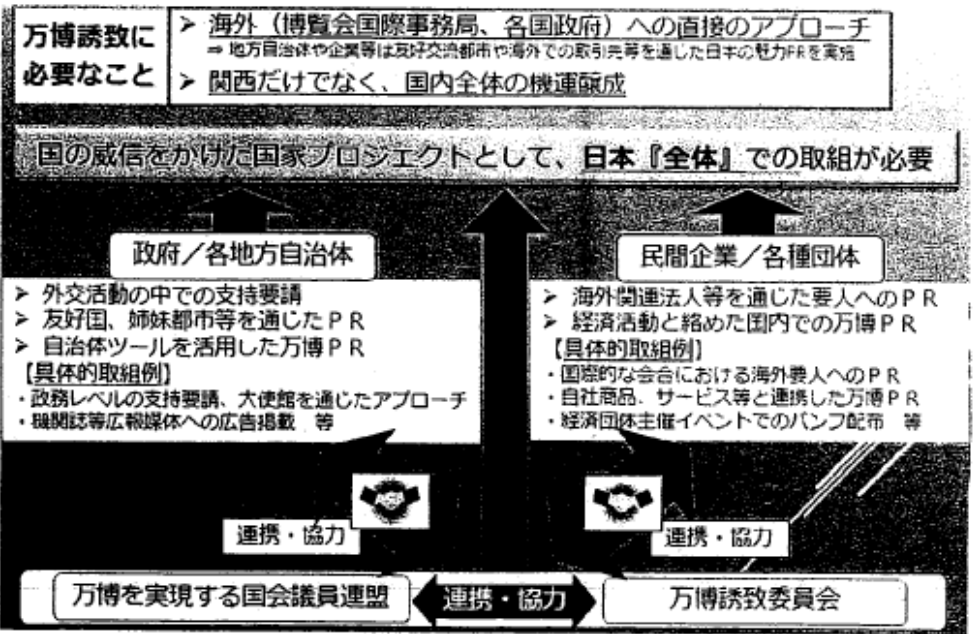 万博誘致に
必要なこと
➤ 海外（博覧会国際事務局、各国政府）への直接のアプローチ
⇒ 地方自治体や企業等は友好交流都市や海外での取引先等を通じた日本の魅力PRを実施
➤ 関西だけでなく、国内全体の機運醸成
国の威信をかけた国家プロジェクトとして、日本『全体』での取組が必要
政府／各地方自治体
➤ 外交活動の中での支持要請
➤ 友好国、姉妹都市等を通じたＰＲ
➤ 自治体ツールを活用した万博ＰＲ
【具体的取組例】
・政務レベルの支持要請、大使館を通じたアプローチ
・機関誌等広報媒体への広告掲載　等
民間企業／各種団体
➤ 海外関連法人等を通じた要人へのＰＲ
➤ 経済活動と絡めた国内での万博ＰＲ
【具体的取組例】
・国際的な会合における海外要人へのＰＲ
・自社商品、サービス等と連携した万博ＰＲ
・経済団体主催イベントでのパンフ配布　等
連携・協力
連携・協力
万博を実現する国会議員連盟
連携・協力
万博誘致委員会